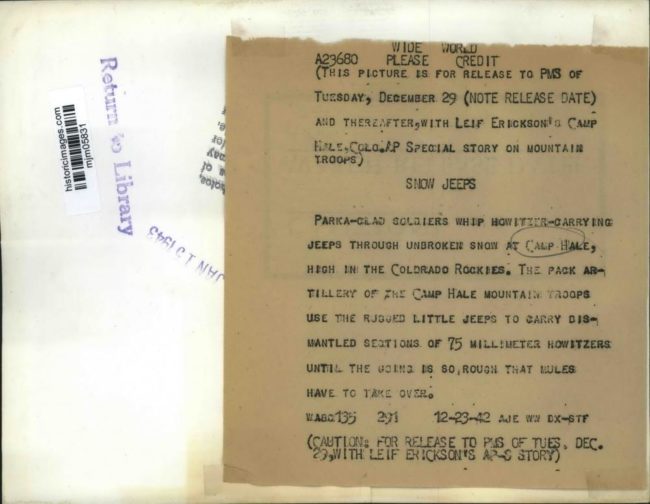 WIDE WORLD
A23680 PLEASE CREDIT
(THIS PICTURE IS FOR RELEASE TO PMS OF
TUESDAY, DECEMBER 29 (NOTE RELEASE DATE)
AND THEREAFTER, WITH LEIF ERICKSON'S CAMP
HALE, COLO. AP SPECIAL STORY ON MOUNTAIN
TROOPS)
SNOW JEEPS
PARKA-CLAD SOLDIERS WHIP HOWITZER-CARRYING
JEEPS THROUGH UNBROKEN SNOW AT CAMP HALE,
HIGH IN THE COLORADO ROCKIES. THE PACK AR-
TILLERY OF THE CAMP HALE MOUNTAIN TROOPS
USE THE RUGGED LITTLE JEEPS TO CARRY DIS-
MANTLED SECTIONS OF 75 MILLIMETER HOWITZERS
UNTIL THE GOING IS SO, ROUGH THAT MULES
HAVE TO TAKE OVER.
135 291 12-23-42 AJE WW DX-STF
(CAUTION: FOR RELEASE TO PMS OF TUES. DEC.
29, WITH LEIF ERICKSON'S AP-S STORY)
Return to Library
JAN 15 1943
historicimages.com
mjm05831